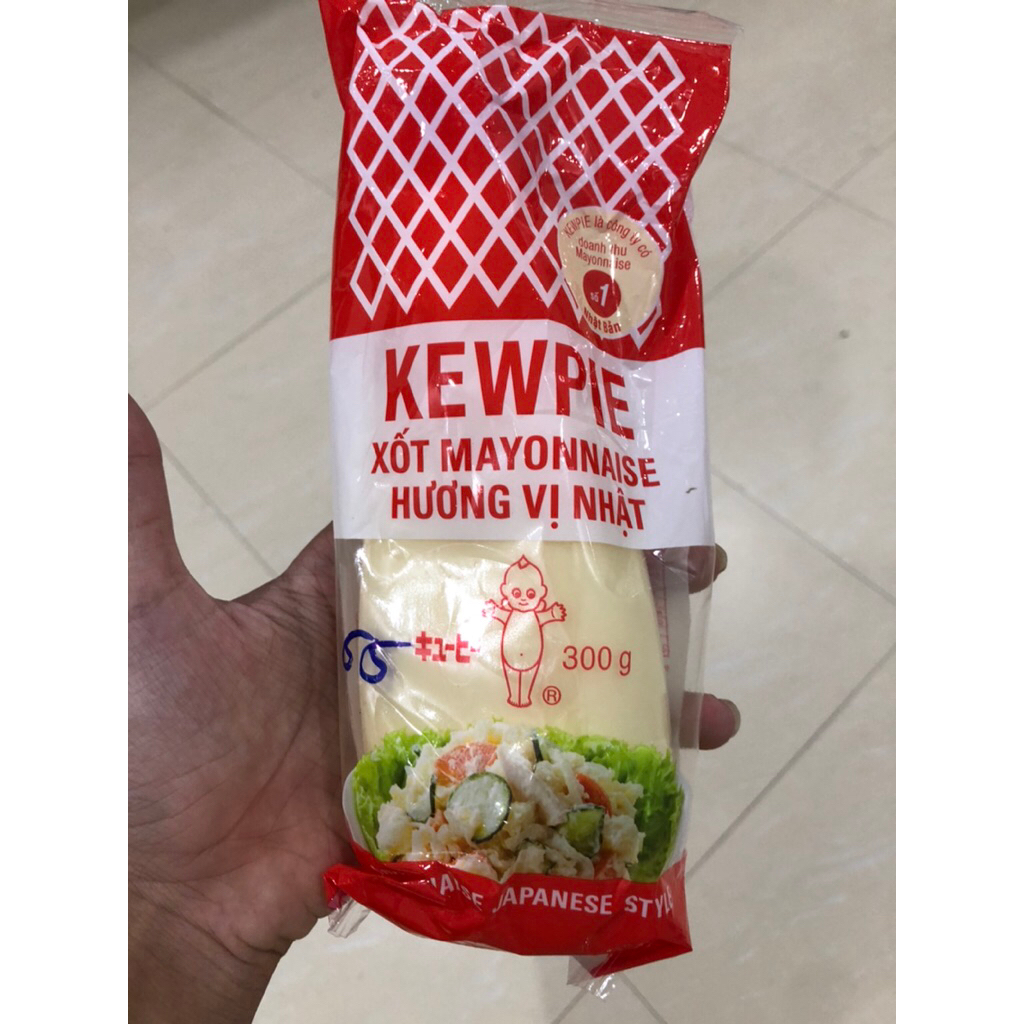 KEWPIE là công ty có
doanh thu
Mayonnaise
số 1
Nhật Bản
KEWPIE
XỐT MAYONNAISE
HƯƠNG VỊ NHẬT
キューピー
300 g
®
JAPANESE STYLE